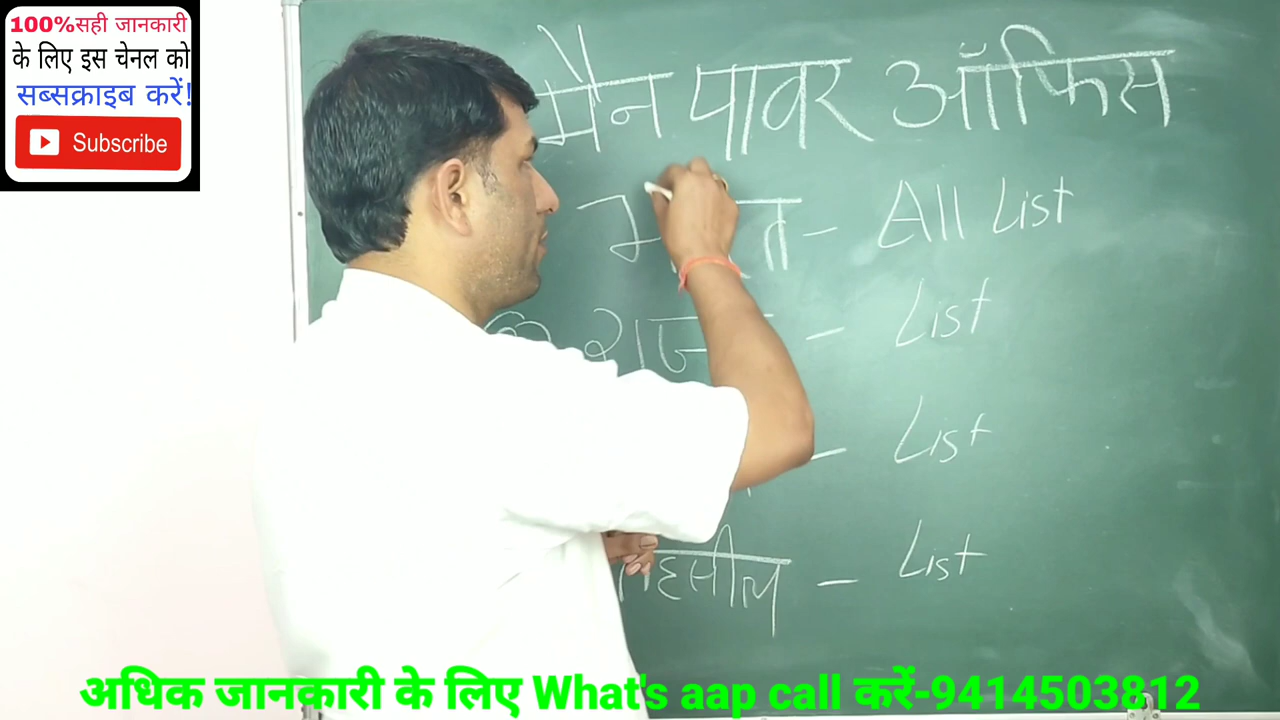 100%सही जानकारी
के लिए इस चेनल को
सब्सक्राइब करें!
Subscribe
मैन पावर ऑफिस
- All List
- List
- List
तहसील - List
अधिक जानकारी के लिए What's aap call करें-9414503812